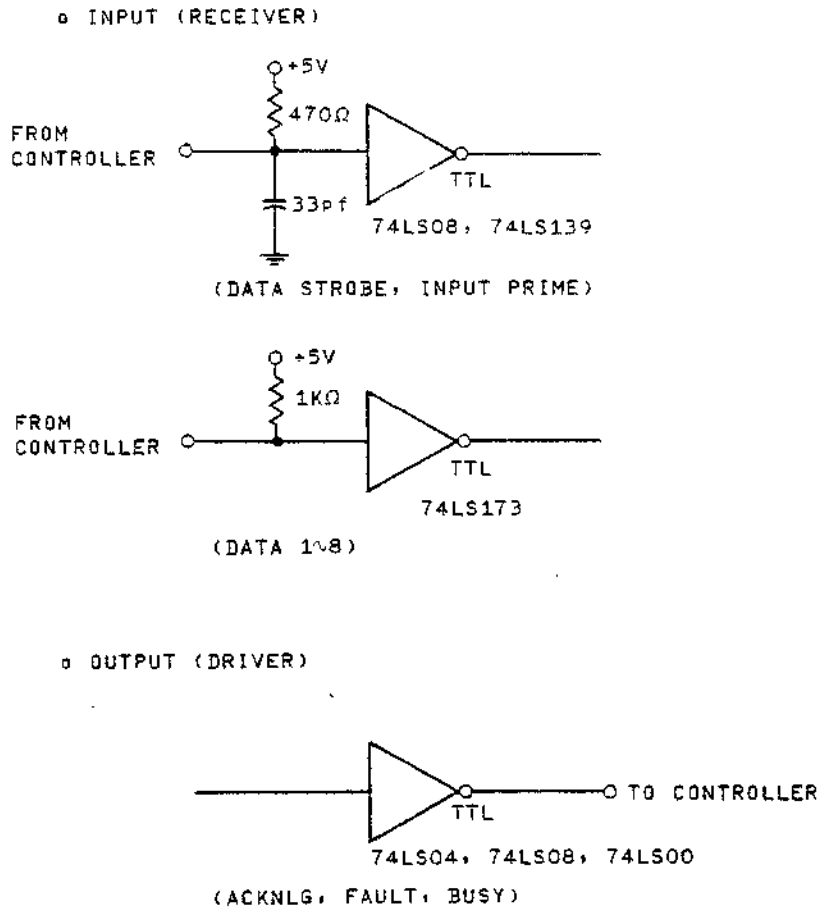 o INPUT (RECEIVER)
+5V
470Ω
FROM
CONTROLLER
TTL
33pf
74LS08, 74LS139
(DATA STROBE, INPUT PRIME)
+5V
1KΩ
FROM
CONTROLLER
TTL
74LS173
(DATA 1~8)
o OUTPUT (DRIVER)
TO CONTROLLER
TTL
74LS04, 74LS08, 74LS00
(ACKNLG, FAULT, BUSY)